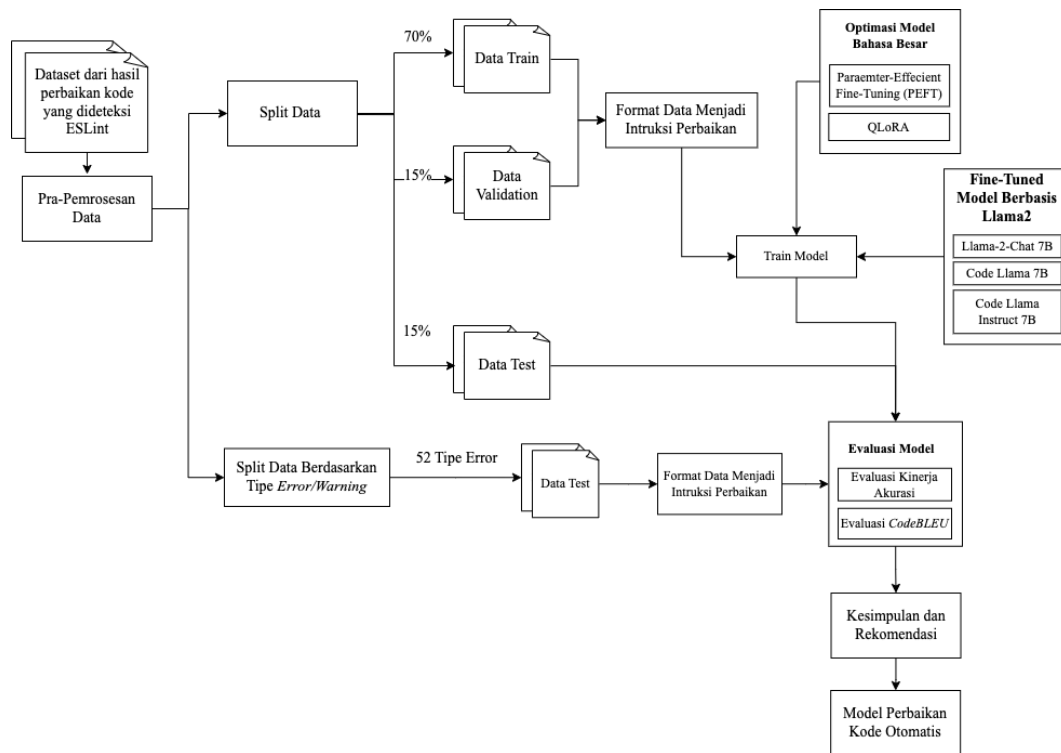 Dataset dari hasil
perbaikan kode
yang dideteksi
ESLint
Pra-Pemrosesan
Data
Split Data
70%
Data Train
15%
Data
Validation
Format Data Menjadi
Intruksi Perbaikan
Optimasi Model
Bahasa Besar
Paraemter-Effecient
Fine-Tuning (PEFT)
QLoRA
Fine-Tuned
Model Berbasis
Llama2
Llama-2-Chat 7B
Code Llama 7B
Code Llama
Instruct 7B
Train Model
15%
Data Test
Split Data Berdasarkan
Tipe Error/Warning
52 Tipe Error
Data Test
Format Data Menjadi
Intruksi Perbaikan
Evaluasi Model
Evaluasi Kinerja
Akurasi
Evaluasi CodeBLEU
Kesimpulan dan
Rekomendasi
Model Perbaikan
Kode Otomatis